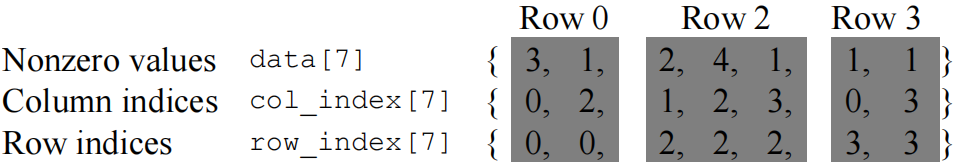 Row 0 Row 2 Row 3
Nonzero values data[7] { 3, 1, 2, 4, 1, 1, 1 }
Column indices col_index[7] { 0, 2, 1, 2, 3, 0, 3 }
Row indices row_index[7] { 0, 0, 2, 2, 2, 3, 3 }